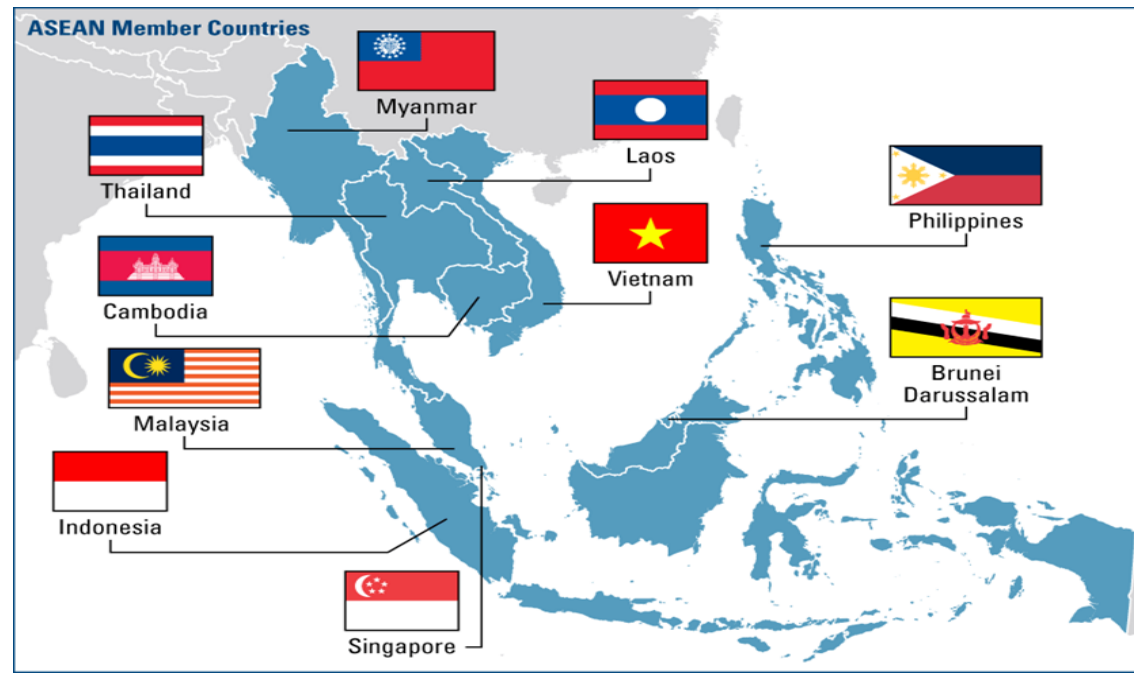 ASEAN Member Countries
Myanmar
Laos
Thailand
Philippines
Vietnam
Cambodia
Brunei
Darussalam
Malaysia
Indonesia
Singapore